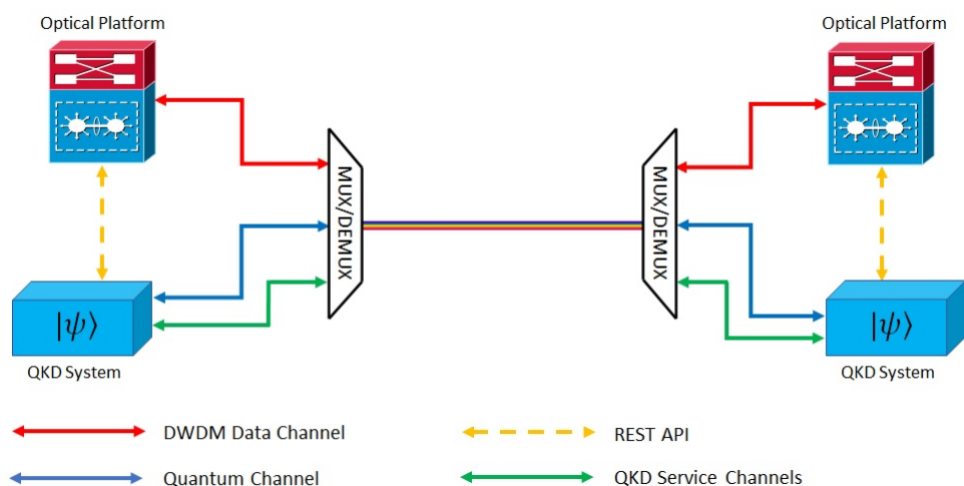 Optical Platform
Optical Platform
MUX/DEMUX
MUX/DEMUX
|ψ⟩
|ψ⟩
QKD System
QKD System
DWDM Data Channel
REST API
Quantum Channel
QKD Service Channels